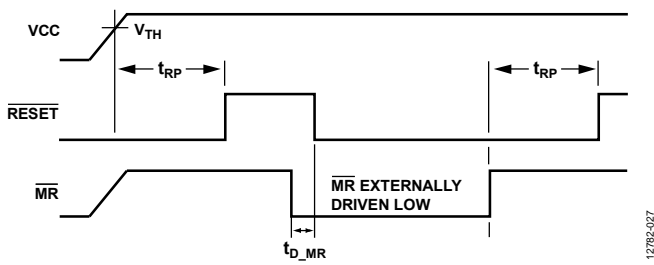 VCC
VTH
tRP
tRP
RESET
MR
MR EXTERNALLY
DRIVEN LOW
tD_MR
12782-027